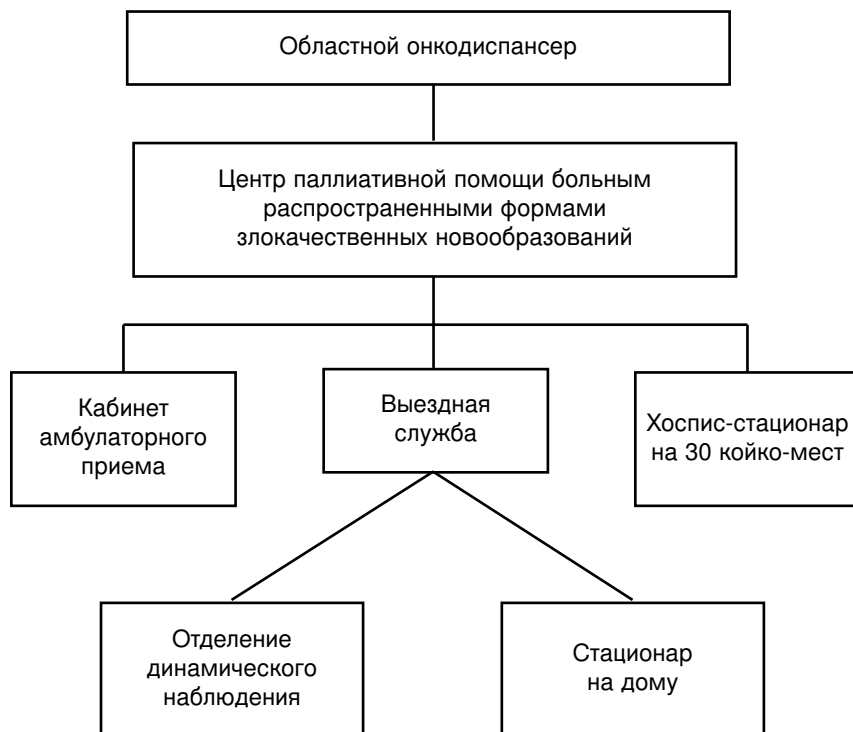 Областной онкодиспансер
Центр паллиативной помощи больным
распространенными формами
злокачественных новообразований
Кабинет
амбулаторного
приема
Выездная
служба
Хоспис-стационар
на 30 койко-мест
Отделение
динамического
наблюдения
Стационар
на дому